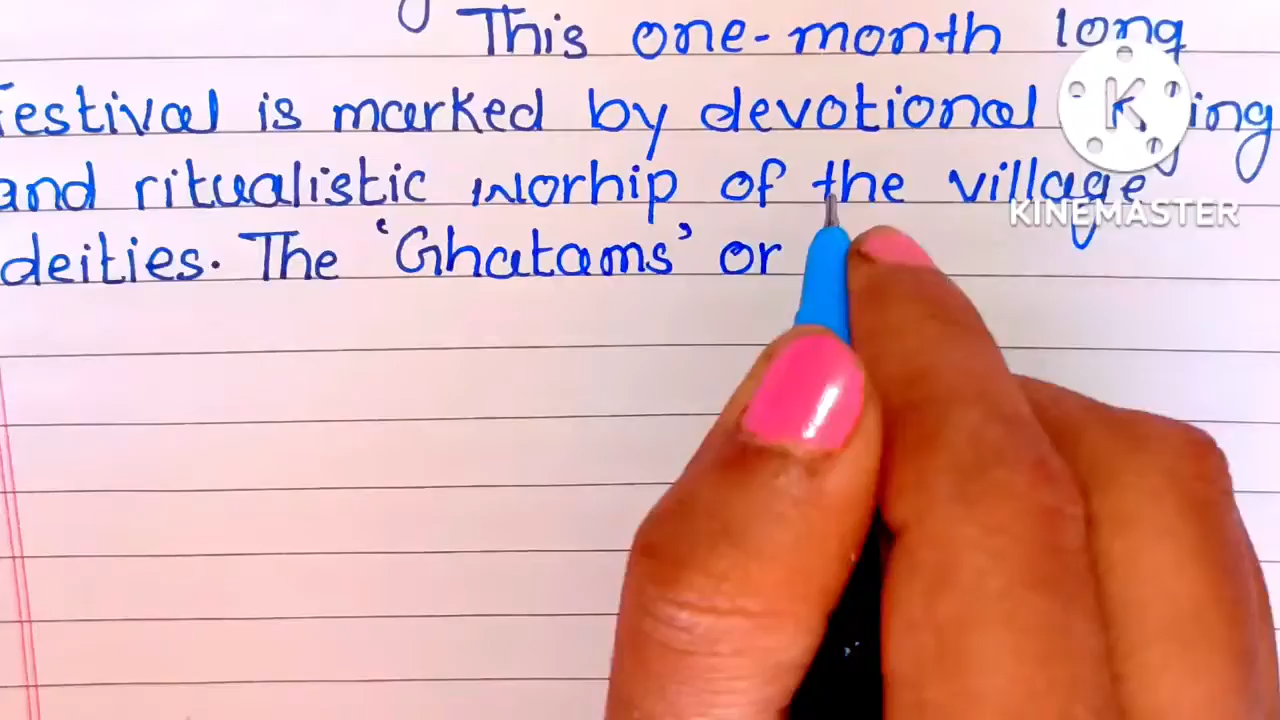 This one-month long
festival is marked by devotional
and ritualistic worhip of the village
deities. The 'Ghatams' or
KINEMASTER